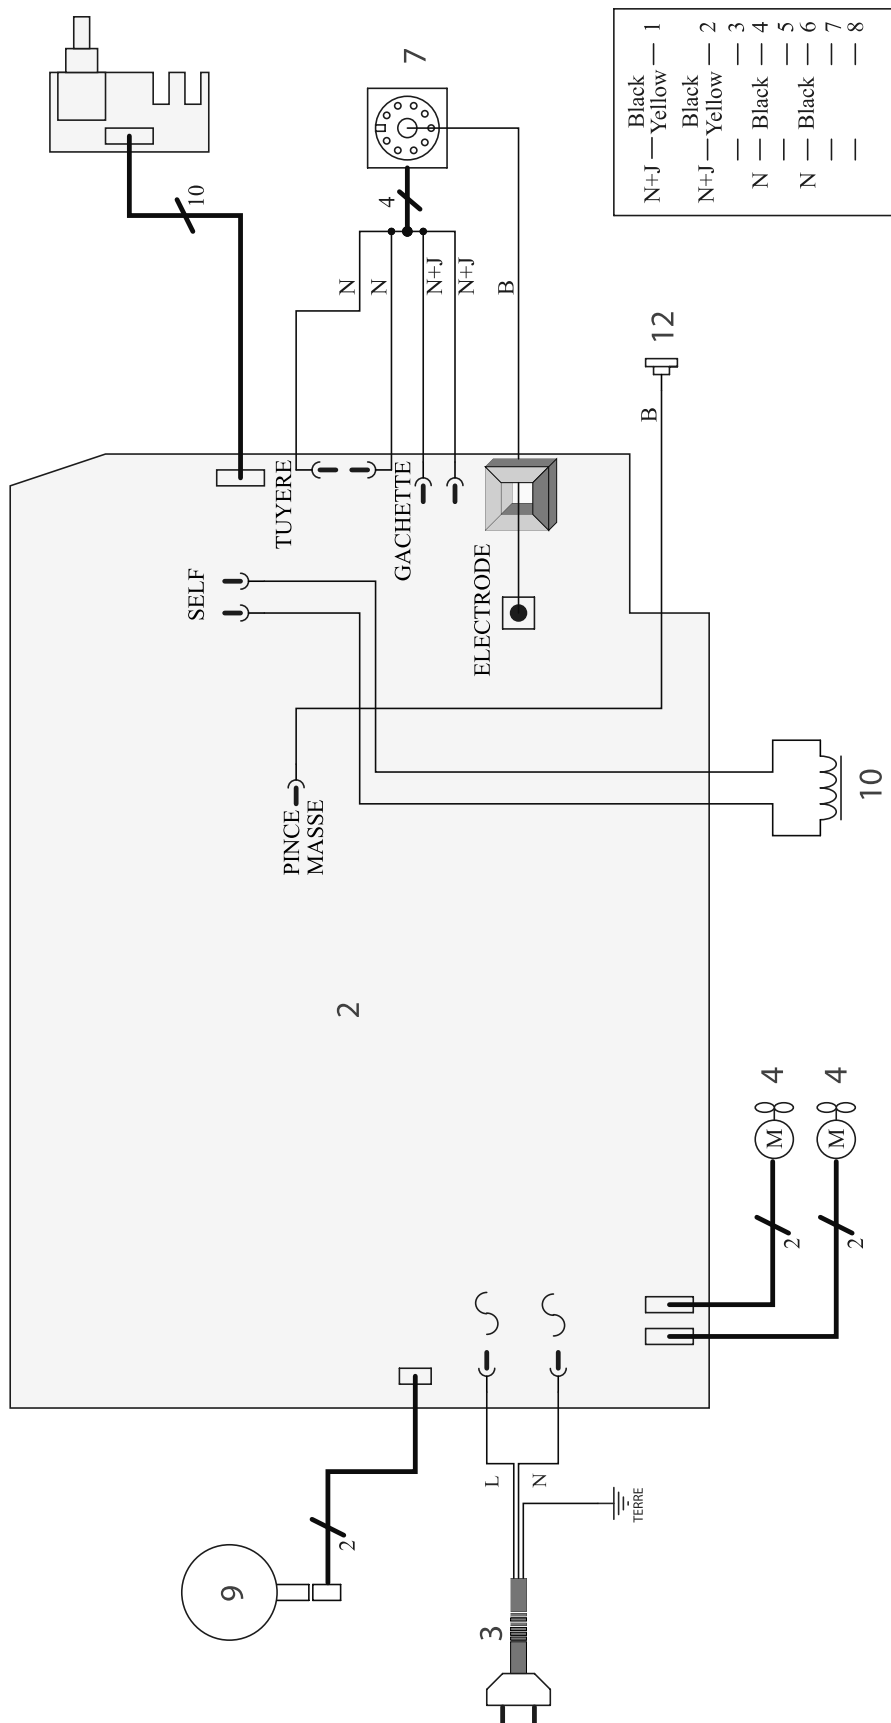 7
10
4
N
N
N+J
N+J
B
12
B
TUYERE
GACHETTE
SELF
ELECTRODE
PINCE
MASSE
10
2
4
4
M
M
2
2
L
N
TERRE
2
9
3
N+J — Black Yellow — 1
N+J — Black Yellow — 2
— — 3
N — Black — 4
— — 5
N — Black — 6
— — 7
— — 8